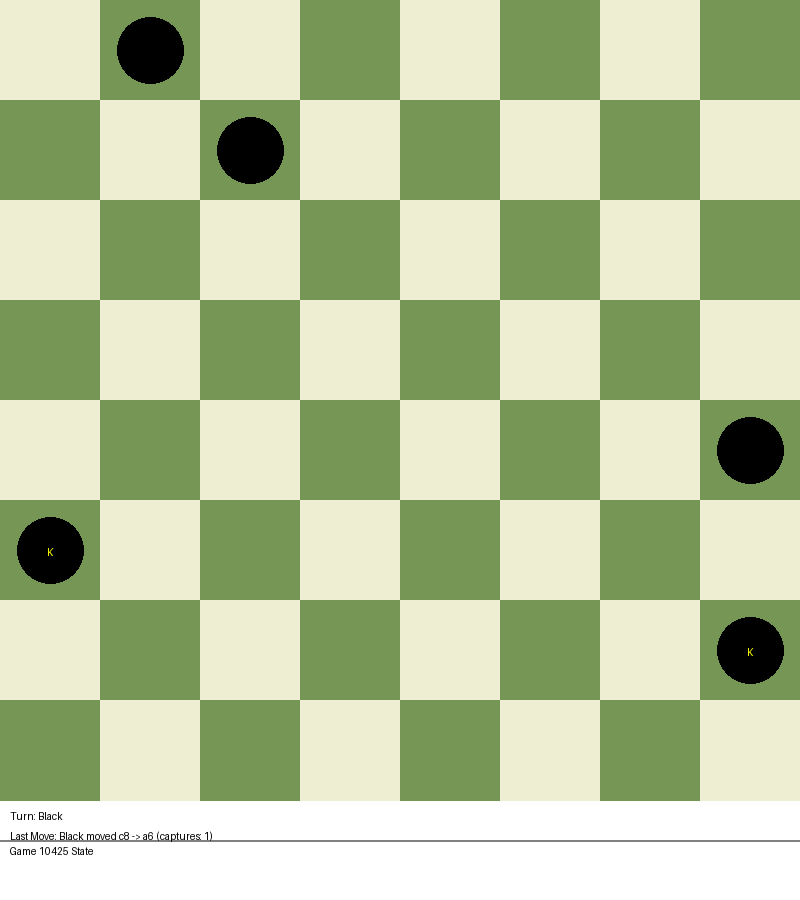 K
K
Turn: Black
Last Move: Black moved c8 -> a6 (captures: 1)
Game 10425 State